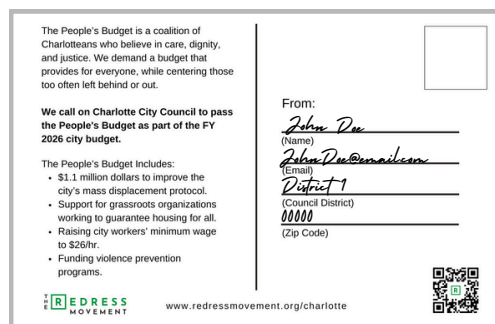 The People's Budget is a coalition of
Charlotteans who believe in care, dignity,
and justice. We demand a budget that
provides for everyone, while centering those
too often left behind or out.
We call on Charlotte City Council to pass
the People's Budget as part of the FY
2026 city budget.
The People's Budget Includes:
• $1.1 million dollars to improve the
city's mass displacement protocol.
• Support for grassroots organizations
working to guarantee housing for all.
• Raising city workers' minimum wage
to $26/hr.
• Funding violence prevention
programs.
From:
John Doe
(Name)
JohnDoe@email.com
(Email)
District 1
(Council District)
00000
(Zip Code)
THE REDRESS
MOVEMENT
www.redressmovement.org/charlotte
R